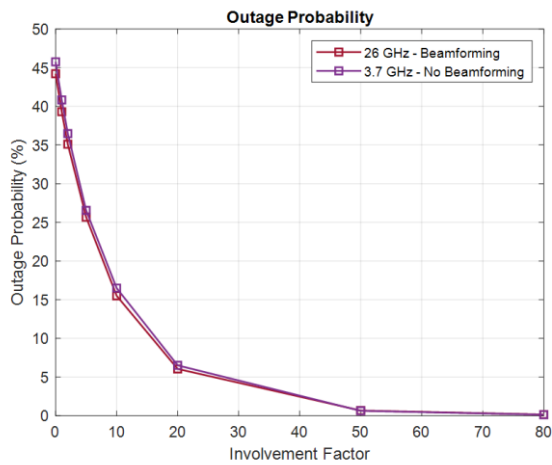 Outage Probability
50
45
40
35
30
25
20
15
10
5
0
Outage Probability (%)
26 GHz - Beamforming
3.7 GHz - No Beamforming
0 10 20 30 40 50 60 70 80
Involvement Factor